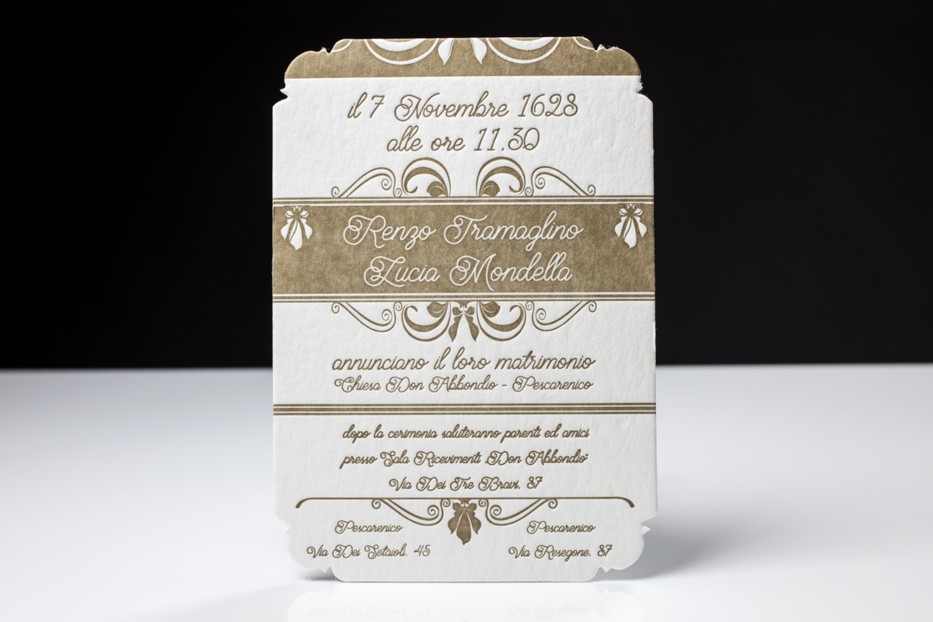 il 7 Novembre 1628
alle ore 11.30
Renzo Tramaglino
Lucia Mondella
annunciano il loro matrimonio
Chiesa Don Abbondio - Pescarenico
dopo la cerimonia saluteranno parenti ed amici
presso Sala Ricevimenti "Don Abbondio"
Via Dei Tre Bravi, 87
Pescarenico
Via Dei Setaioli, 45
Pescarenico
Via Resegone, 87